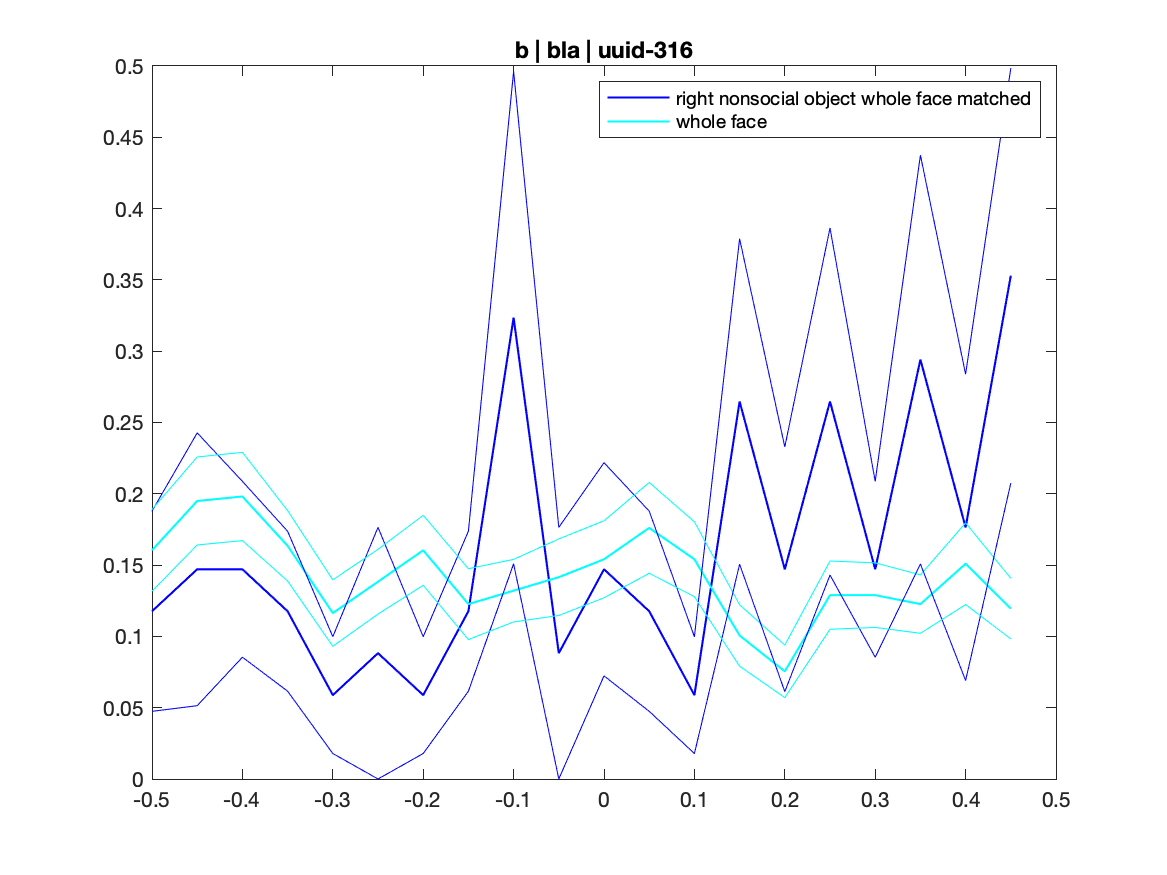 b | bla | uuid-316
right nonsocial object whole face matched
whole face
0.5
0.45
0.4
0.35
0.3
0.25
0.2
0.15
0.1
0.05
0
-0.5 -0.4 -0.3 -0.2 -0.1 0 0.1 0.2 0.3 0.4 0.5